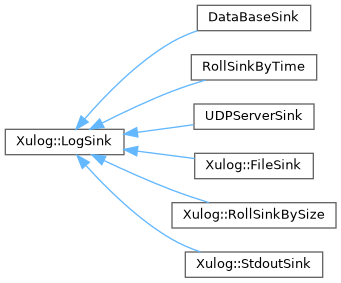 DataBaseSink
RollSinkByTime
UDPServerSink
Xulog::LogSink
Xulog::FileSink
Xulog::RollSinkBySize
Xulog::StdoutSink